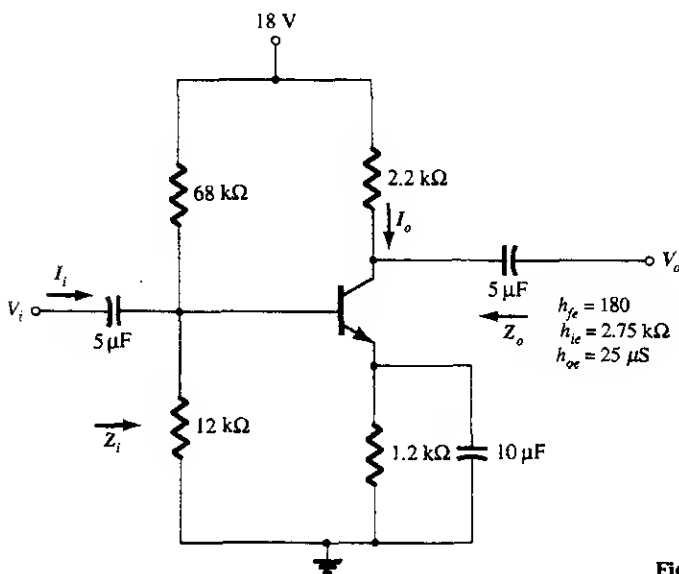 18 V
68 kΩ
2.2 kΩ
I_o
I_i
V_i
5 μF
5 μF
V_o
Z_o
h_fe = 180
h_ie = 2.75 kΩ
h_oe = 25 μS
Z_i
12 kΩ
1.2 kΩ
10 μF
Fig